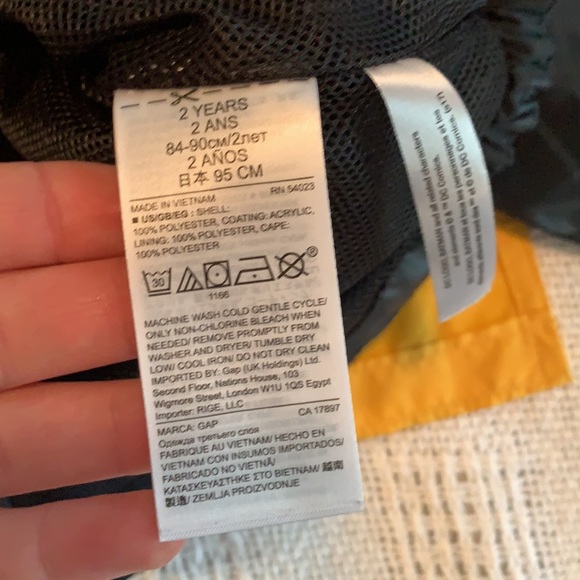 2 YEARS
2 ANS
84-90см/2лет
2 AÑOS
日本 95 CM
MADE IN VIETNAM RN 54023
■ US/GB/EG : SHELL:
100% POLYESTER, COATING: ACRYLIC,
LINING: 100% POLYESTER, CAPE:
100% POLYESTER
30
1166
MACHINE WASH COLD GENTLE CYCLE/
ONLY NON-CHLORINE BLEACH WHEN
NEEDED/ REMOVE PROMPTLY FROM
WASHER AND DRYER/ TUMBLE DRY
LOW/ COOL IRON/ DO NOT DRY CLEAN
IMPORTED BY: Gap (UK Holdings) Ltd.
Second Floor, Nations House, 103
Wigmore Street, London W1U 1QS Egypt
Importer: RIGE, LLC
CA 17897
MARCA: GAP
Одежда третьего слоя
FABRIQUÉ AU VIETNAM/ HECHO EN
VIETNAM CON INSUMOS IMPORTADOS/
FABRICADO NO VIETNÃ/
ΚΑΤΑΣΚΕΥΑΣΤΗΚΕ ΣΤΟ ΒΙΕΤΝΑΜ/ 越南
製造/ ZEMLJA PROIZVODNJE/